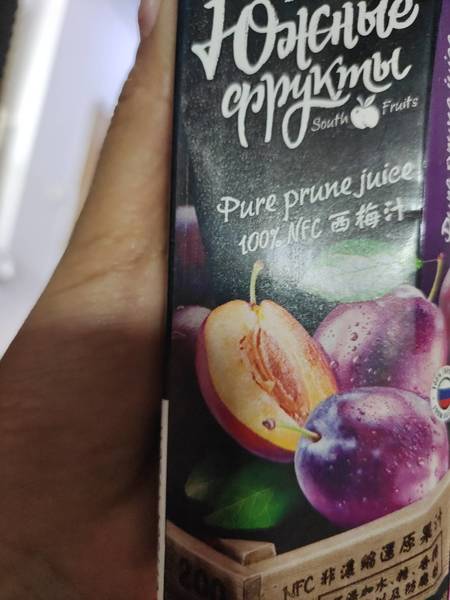 Южные
фрукты
South Fruits
Pure prune juice
100% NFC 西梅汁
NFC 非濃縮還原果汁